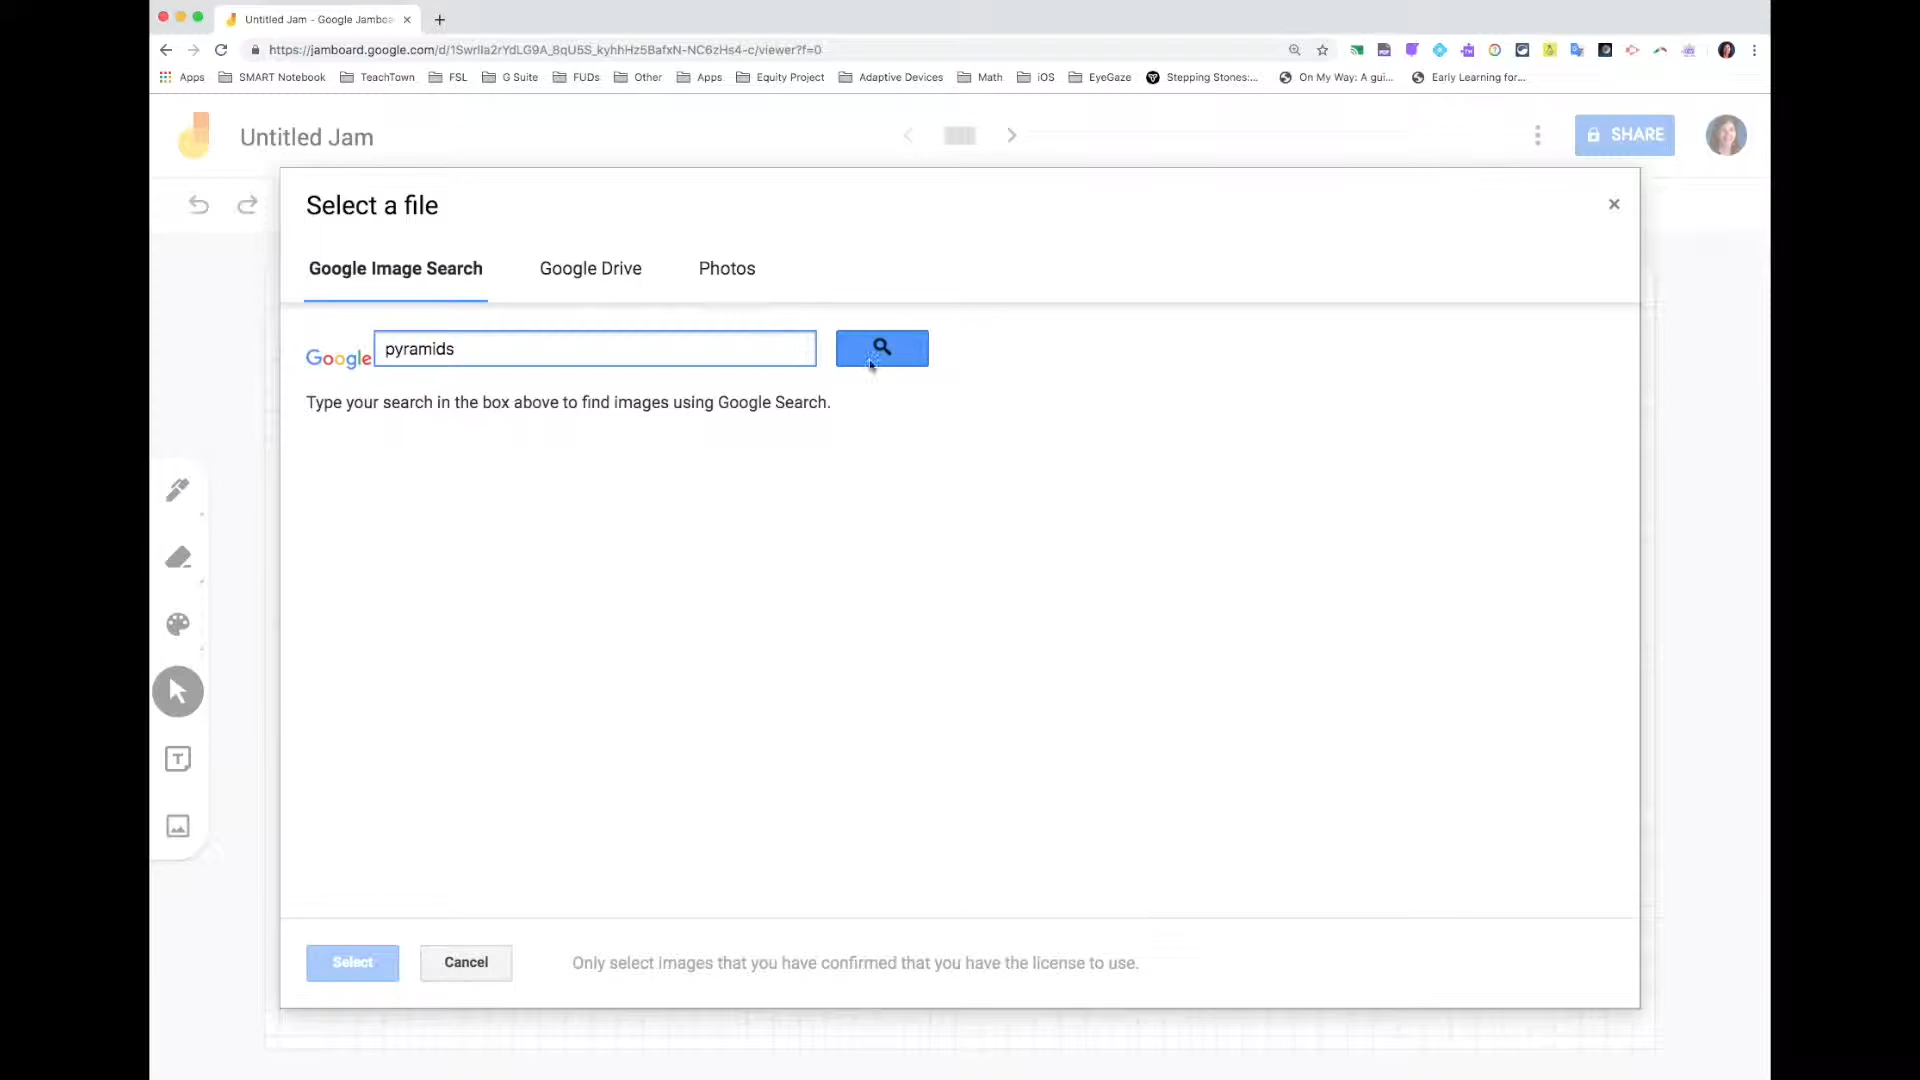 Untitled Jam - Google Jamboa
https://jamboard.google.com/d/1SwrlIa2rYdLG9A_8qU5S_kyhhHz5BafxN-NC6zHs4-c/viewer?f=0
Apps SMART Notebook TeachTown FSL G Suite FUDs Other Apps Equity Project Adaptive Devices Math iOS EyeGaze Stepping Stones:... On My Way: A gui... Early Learning for...
Untitled Jam
SHARE
Select a file
Google Image Search Google Drive Photos
Google pyramids
Type your search in the box above to find images using Google Search.
T
Select Cancel Only select images that you have confirmed that you have the license to use.